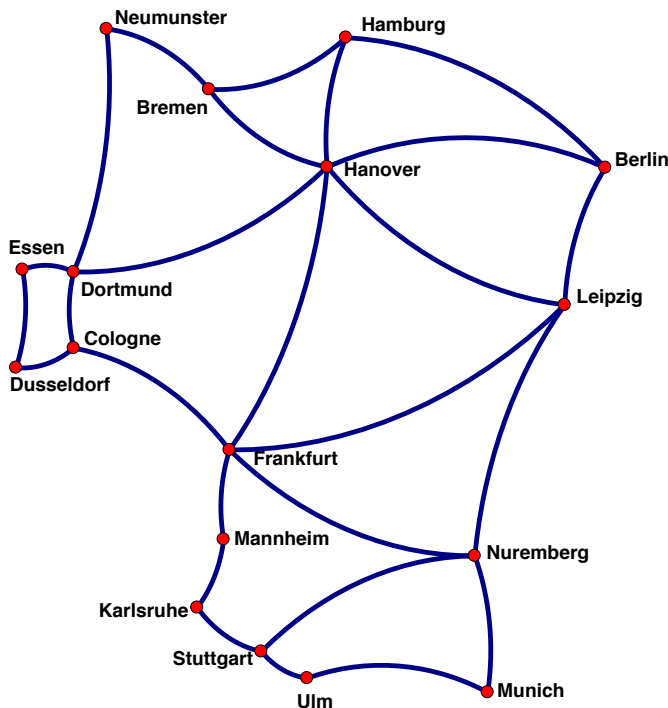 Neumunster
Hamburg
Bremen
Hanover
Berlin
Essen
Dortmund
Leipzig
Cologne
Dusseldorf
Frankfurt
Mannheim
Nuremberg
Karlsruhe
Stuttgart
Ulm
Munich